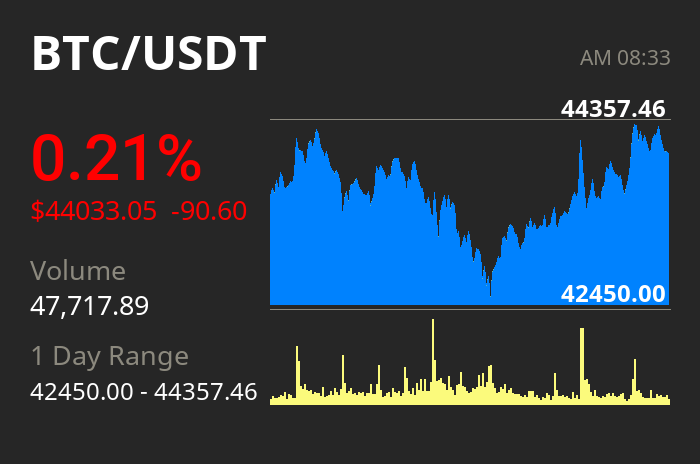 BTC/USDT
AM 08:33
44357.46
0.21%
$44033.05 -90.60
Volume
47,717.89
42450.00
1 Day Range
42450.00 - 44357.46